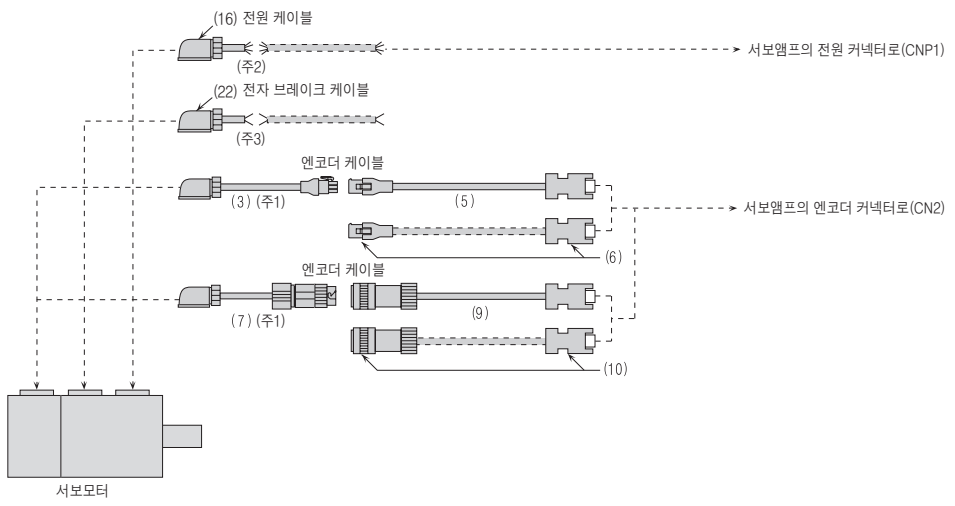 (16) 전원 케이블
(주2)
서보앰프의 전원 커넥터로(CNP1)
(22) 전자 브레이크 케이블
(주3)
엔코더 케이블
(3) (주1)
(5)
서보앰프의 엔코더 커넥터로(CN2)
(6)
엔코더 케이블
(7) (주1)
(9)
(10)
서보모터